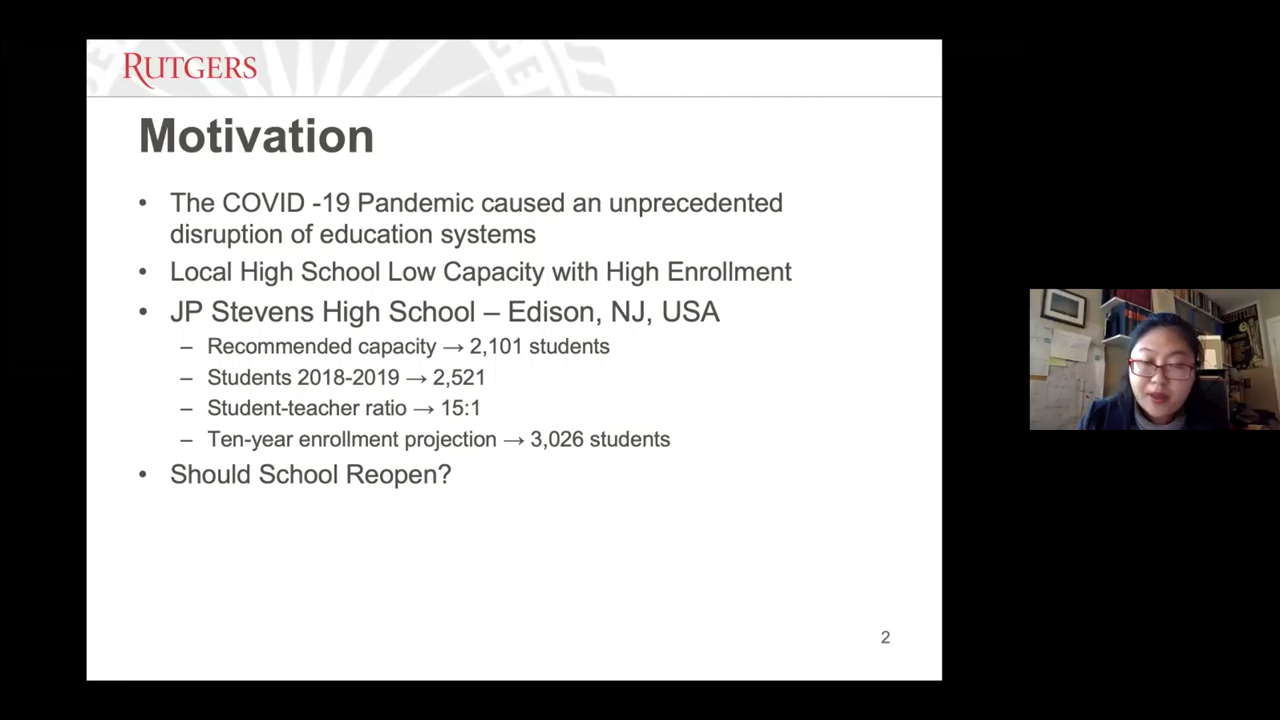 RUTGERS
Motivation
• The COVID -19 Pandemic caused an unprecedented
disruption of education systems
• Local High School Low Capacity with High Enrollment
• JP Stevens High School – Edison, NJ, USA
– Recommended capacity → 2,101 students
– Students 2018-2019 → 2,521
– Student-teacher ratio → 15:1
– Ten-year enrollment projection → 3,026 students
• Should School Reopen?
2